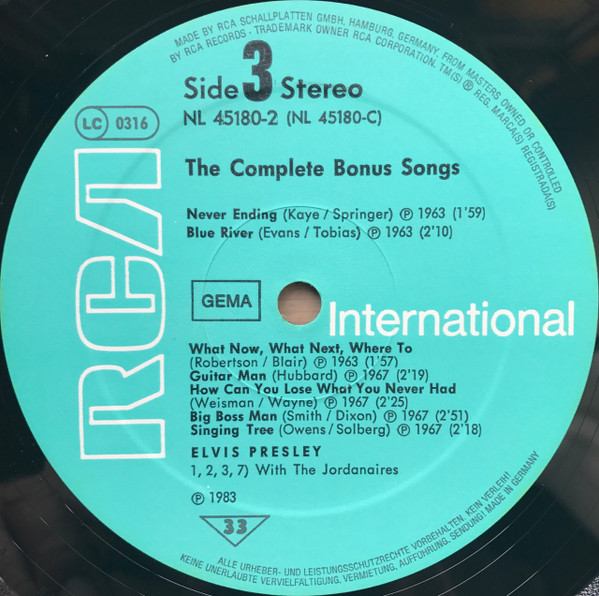 MADE BY RCA SCHALLPLATTEN GMBH, HAMBURG, GERMANY, FROM MASTERS OWNED OR CONTROLLED
BY RCA RECORDS · TRADEMARK OWNER RCA CORPORATION. TM(S) ® REG. MARCA(S) REGISTRADA(S)
Side 3 Stereo
NL 45180-2 (NL 45180-C)
LC 0316
The Complete Bonus Songs
Never Ending (Kaye / Springer) ℗ 1963 (1'59)
Blue River (Evans / Tobias) ℗ 1963 (2'10)
GEMA
RCA
International
What Now, What Next, Where To
(Robertson / Blair) ℗ 1963 (1'57)
Guitar Man (Hubbard) ℗ 1967 (2'19)
How Can You Lose What You Never Had
(Weisman / Wayne) ℗ 1967 (2'25)
Big Boss Man (Smith / Dixon) ℗ 1967 (2'51)
Singing Tree (Owens / Solberg) ℗ 1967 (2'18)
ELVIS PRESLEY
1, 2, 3, 7) With The Jordanaires
℗ 1983
33
ALLE URHEBER- UND LEISTUNGSSCHUTZRECHTE VORBEHALTEN. KEIN VERLEIH!
KEINE UNERLAUBTE VERVIELFÄLTIGUNG, VERMIETUNG, AUFFÜHRUNG, SENDUNG! MADE IN GERMANY